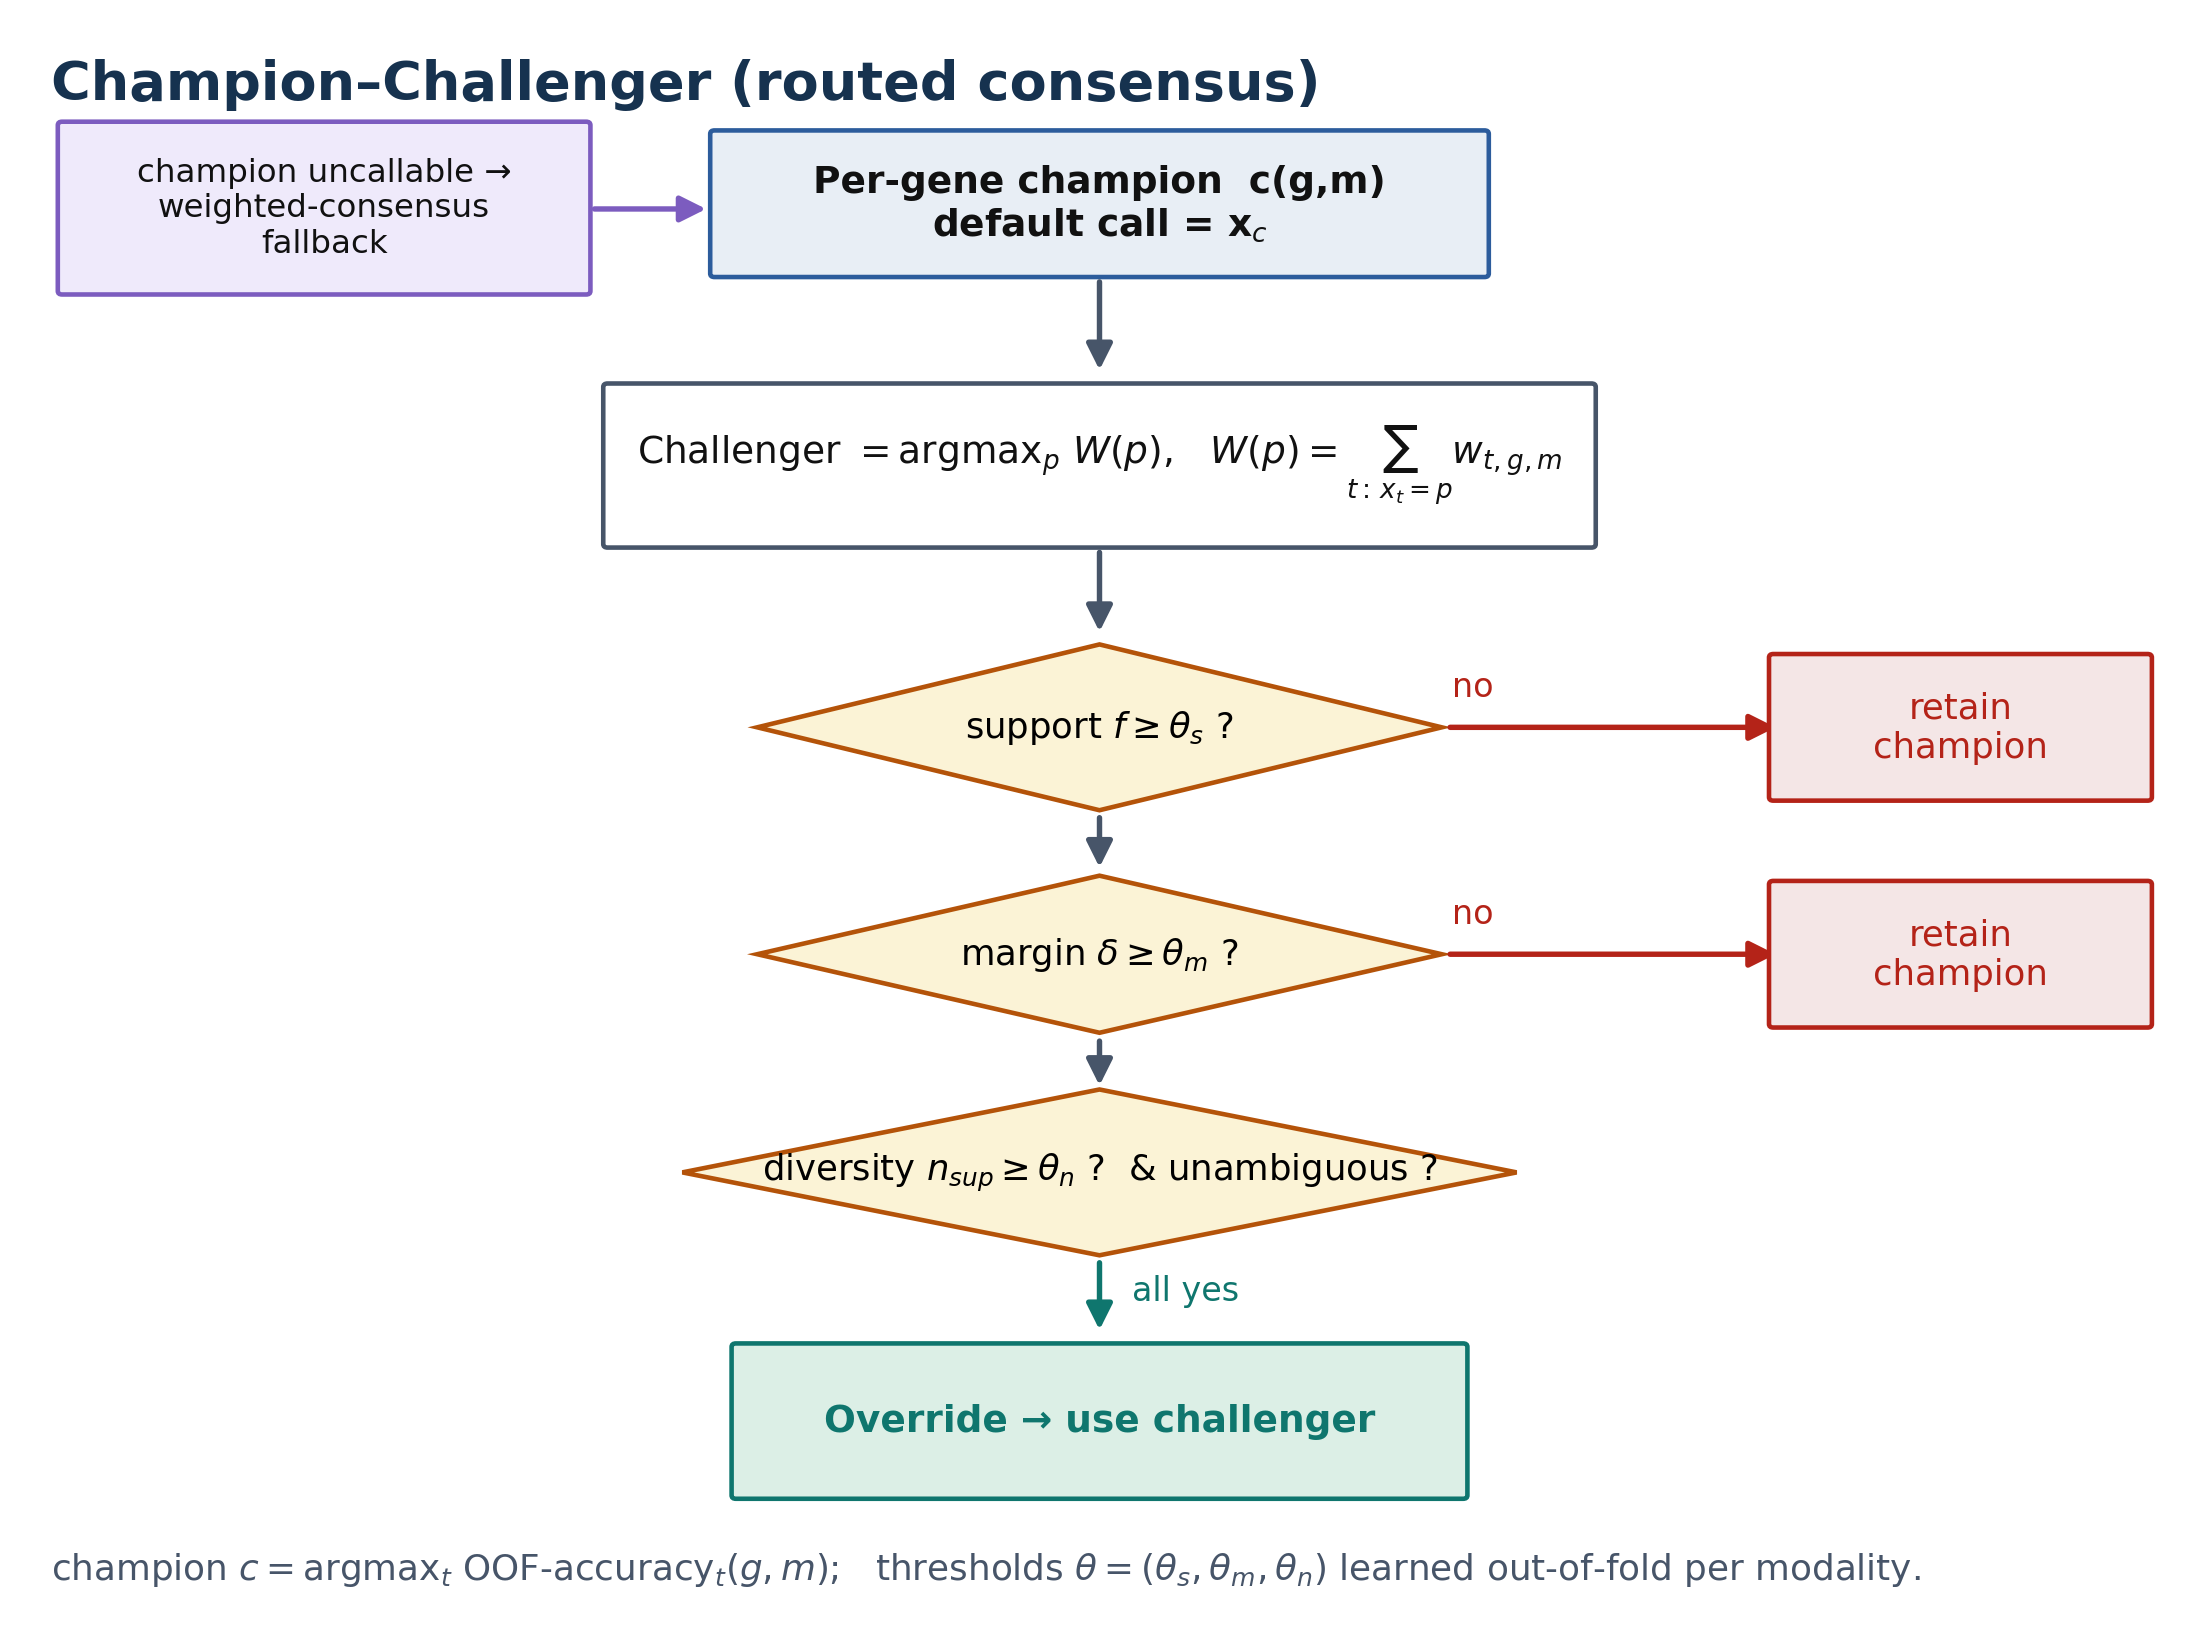 Champion–Challenger (routed consensus)
champion uncallable →
weighted-consensus
fallback
Per-gene champion c(g,m)
default call = x_c
Challenger = argmax_p W(p), W(p) = ∑_{t: x_t = p} w_{t,g,m}
support f ≥ θ_s ?
no
retain
champion
margin δ ≥ θ_m ?
no
retain
champion
diversity n_{sup} ≥ θ_n ? & unambiguous ?
all yes
Override → use challenger
champion c = argmax_t OOF-accuracy_t(g, m); thresholds θ = (θ_s, θ_m, θ_n) learned out-of-fold per modality.